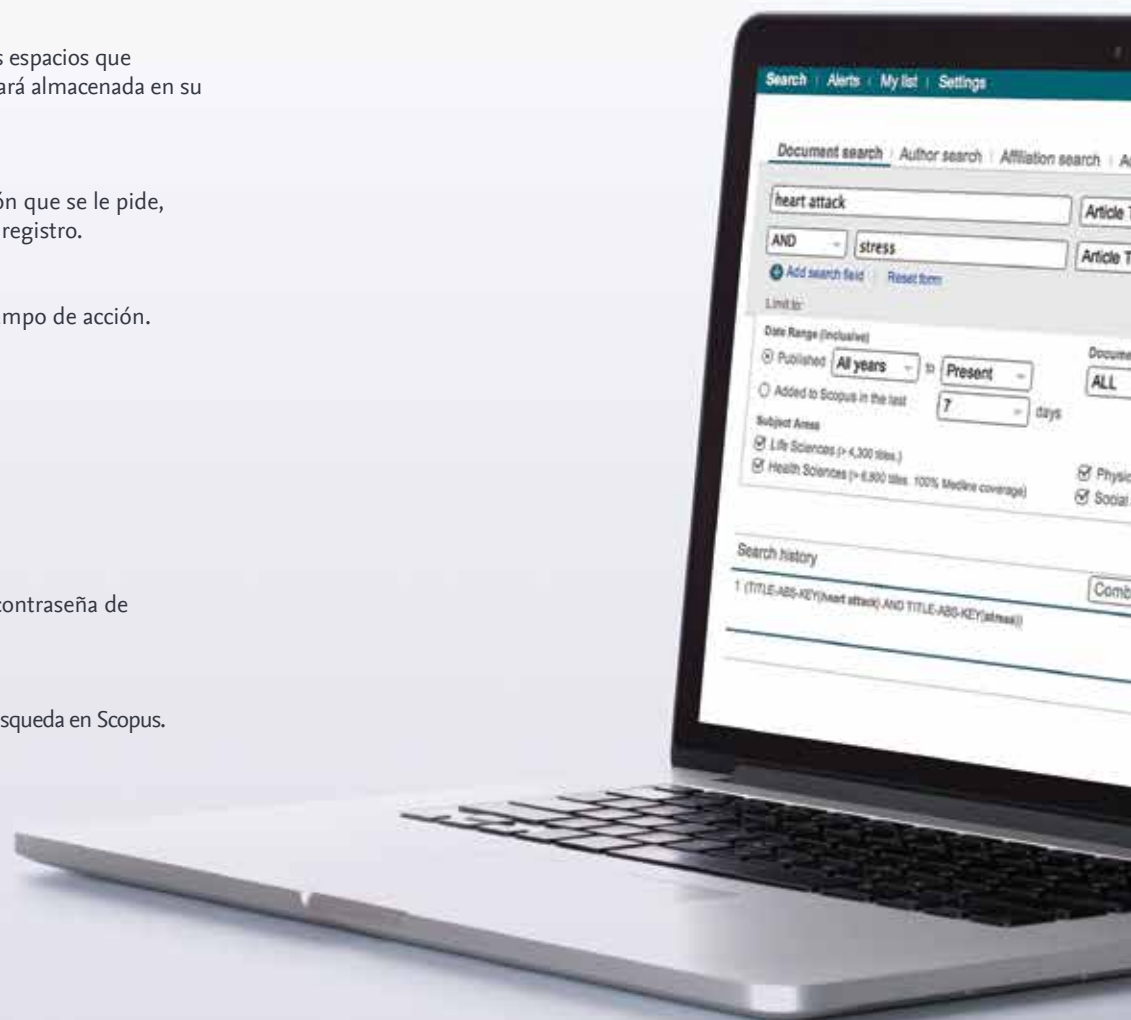 s espacios que
ará almacenada en su
ón que se le pide,
registro.
mpo de acción.
contraseña de
squeda en Scopus.
Search | Alerts | My list | Settings
Document search | Author search | Affiliation search | A
heart attack
Article T
AND
stress
Article T
Add search field | Reset form
Limit to:
Date Range (inclusive)
Published All years to Present
Docume
ALL
Added to Scopus in the last 7 days
Subject Areas
Life Sciences (> 4,300 titles.)
Physic
Health Sciences (> 6,800 titles. 100% Medline coverage)
Social
Search history
Comb
1 (TITLE-ABS-KEY(heart attack) AND TITLE-ABS-KEY(stress))